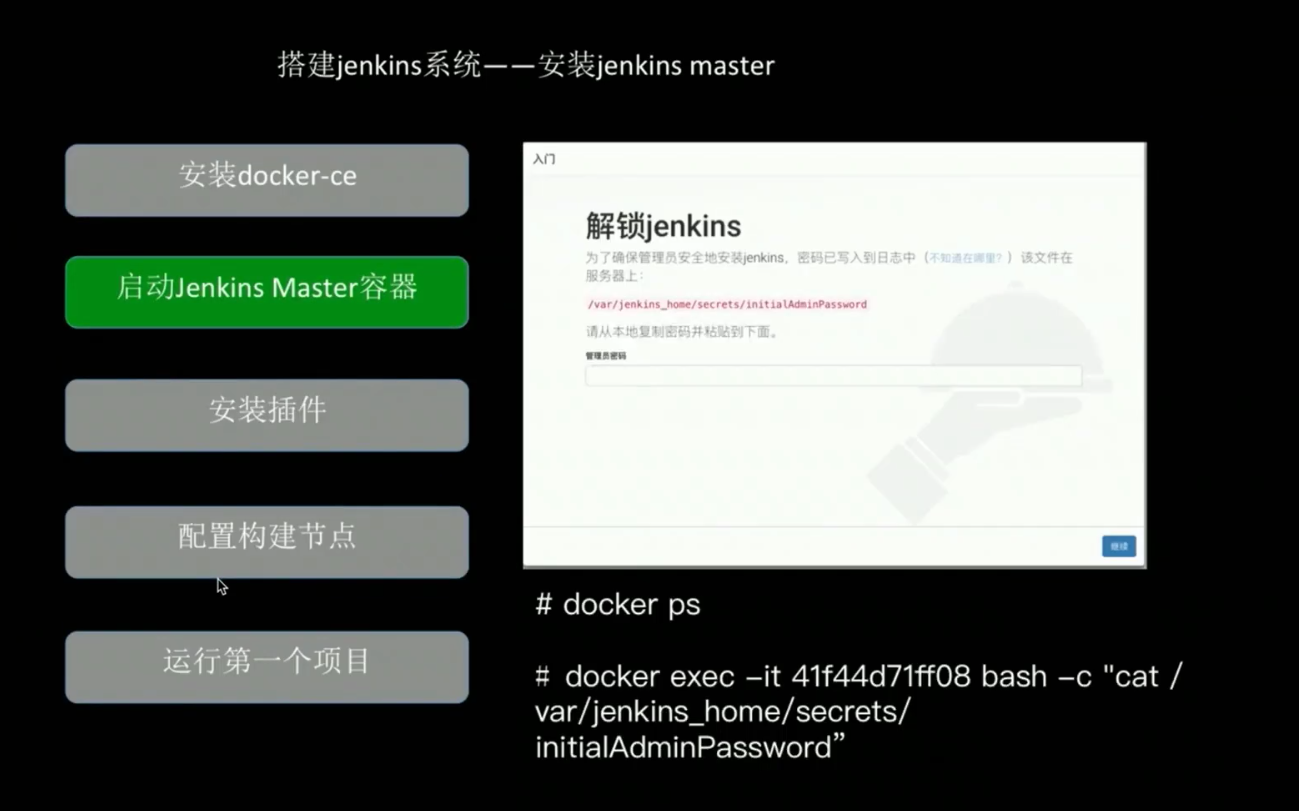 搭建jenkins系统——安装jenkins master
安装docker-ce
启动Jenkins Master容器
安装插件
配置构建节点
运行第一个项目
入门
解锁jenkins
为了确保管理员安全地安装jenkins，密码已写入到日志中（不知道在哪里？）该文件在
服务器上：
/var/jenkins_home/secrets/initialAdminPassword
请从本地复制密码并粘贴到下面。
管理员密码
继续
# docker ps
# docker exec –it 41f44d71ff08 bash –c "cat /
var/jenkins_home/secrets/
initialAdminPassword”